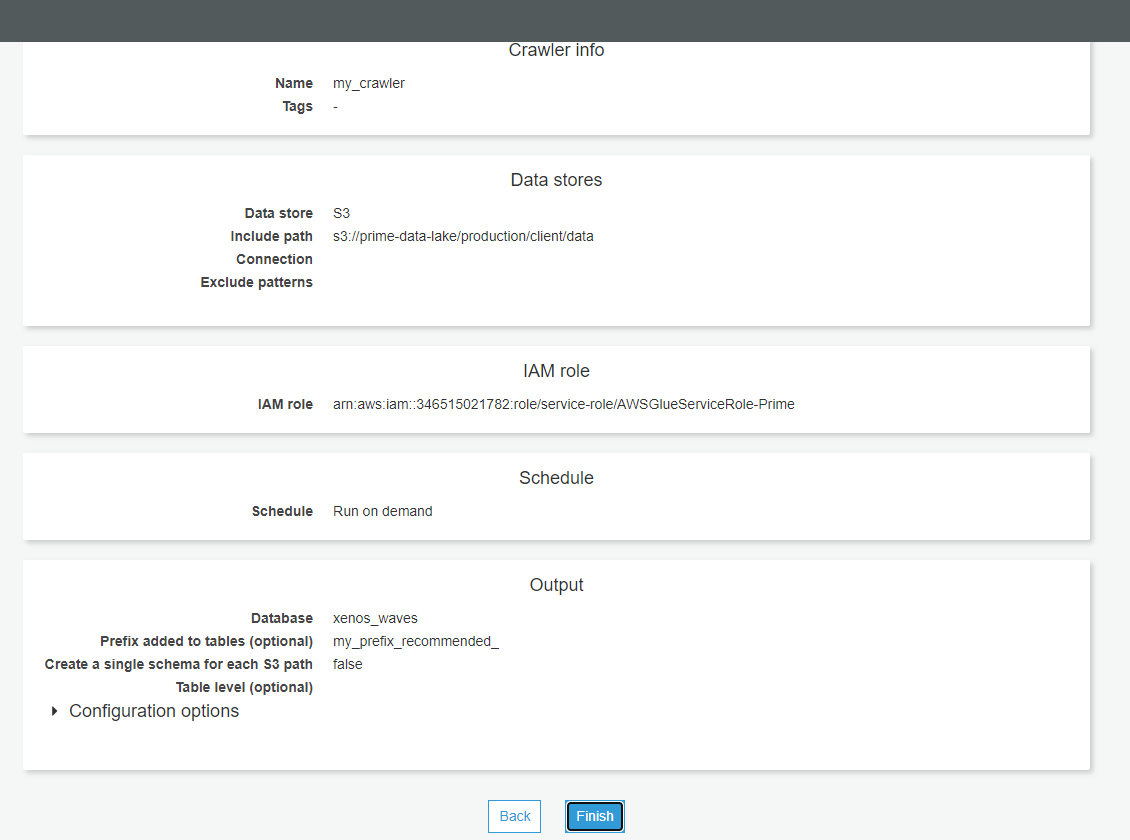 Crawler info
Name my_crawler
Tags -
Data stores
Data store S3
Include path s3://prime-data-lake/production/client/data
Connection
Exclude patterns
IAM role
IAM role arn:aws:iam::346515021782:role/service-role/AWSGlueServiceRole-Prime
Schedule
Schedule Run on demand
Output
Database xenos_waves
Prefix added to tables (optional) my_prefix_recommended_
Create a single schema for each S3 path false
Table level (optional)
Configuration options
Back Finish